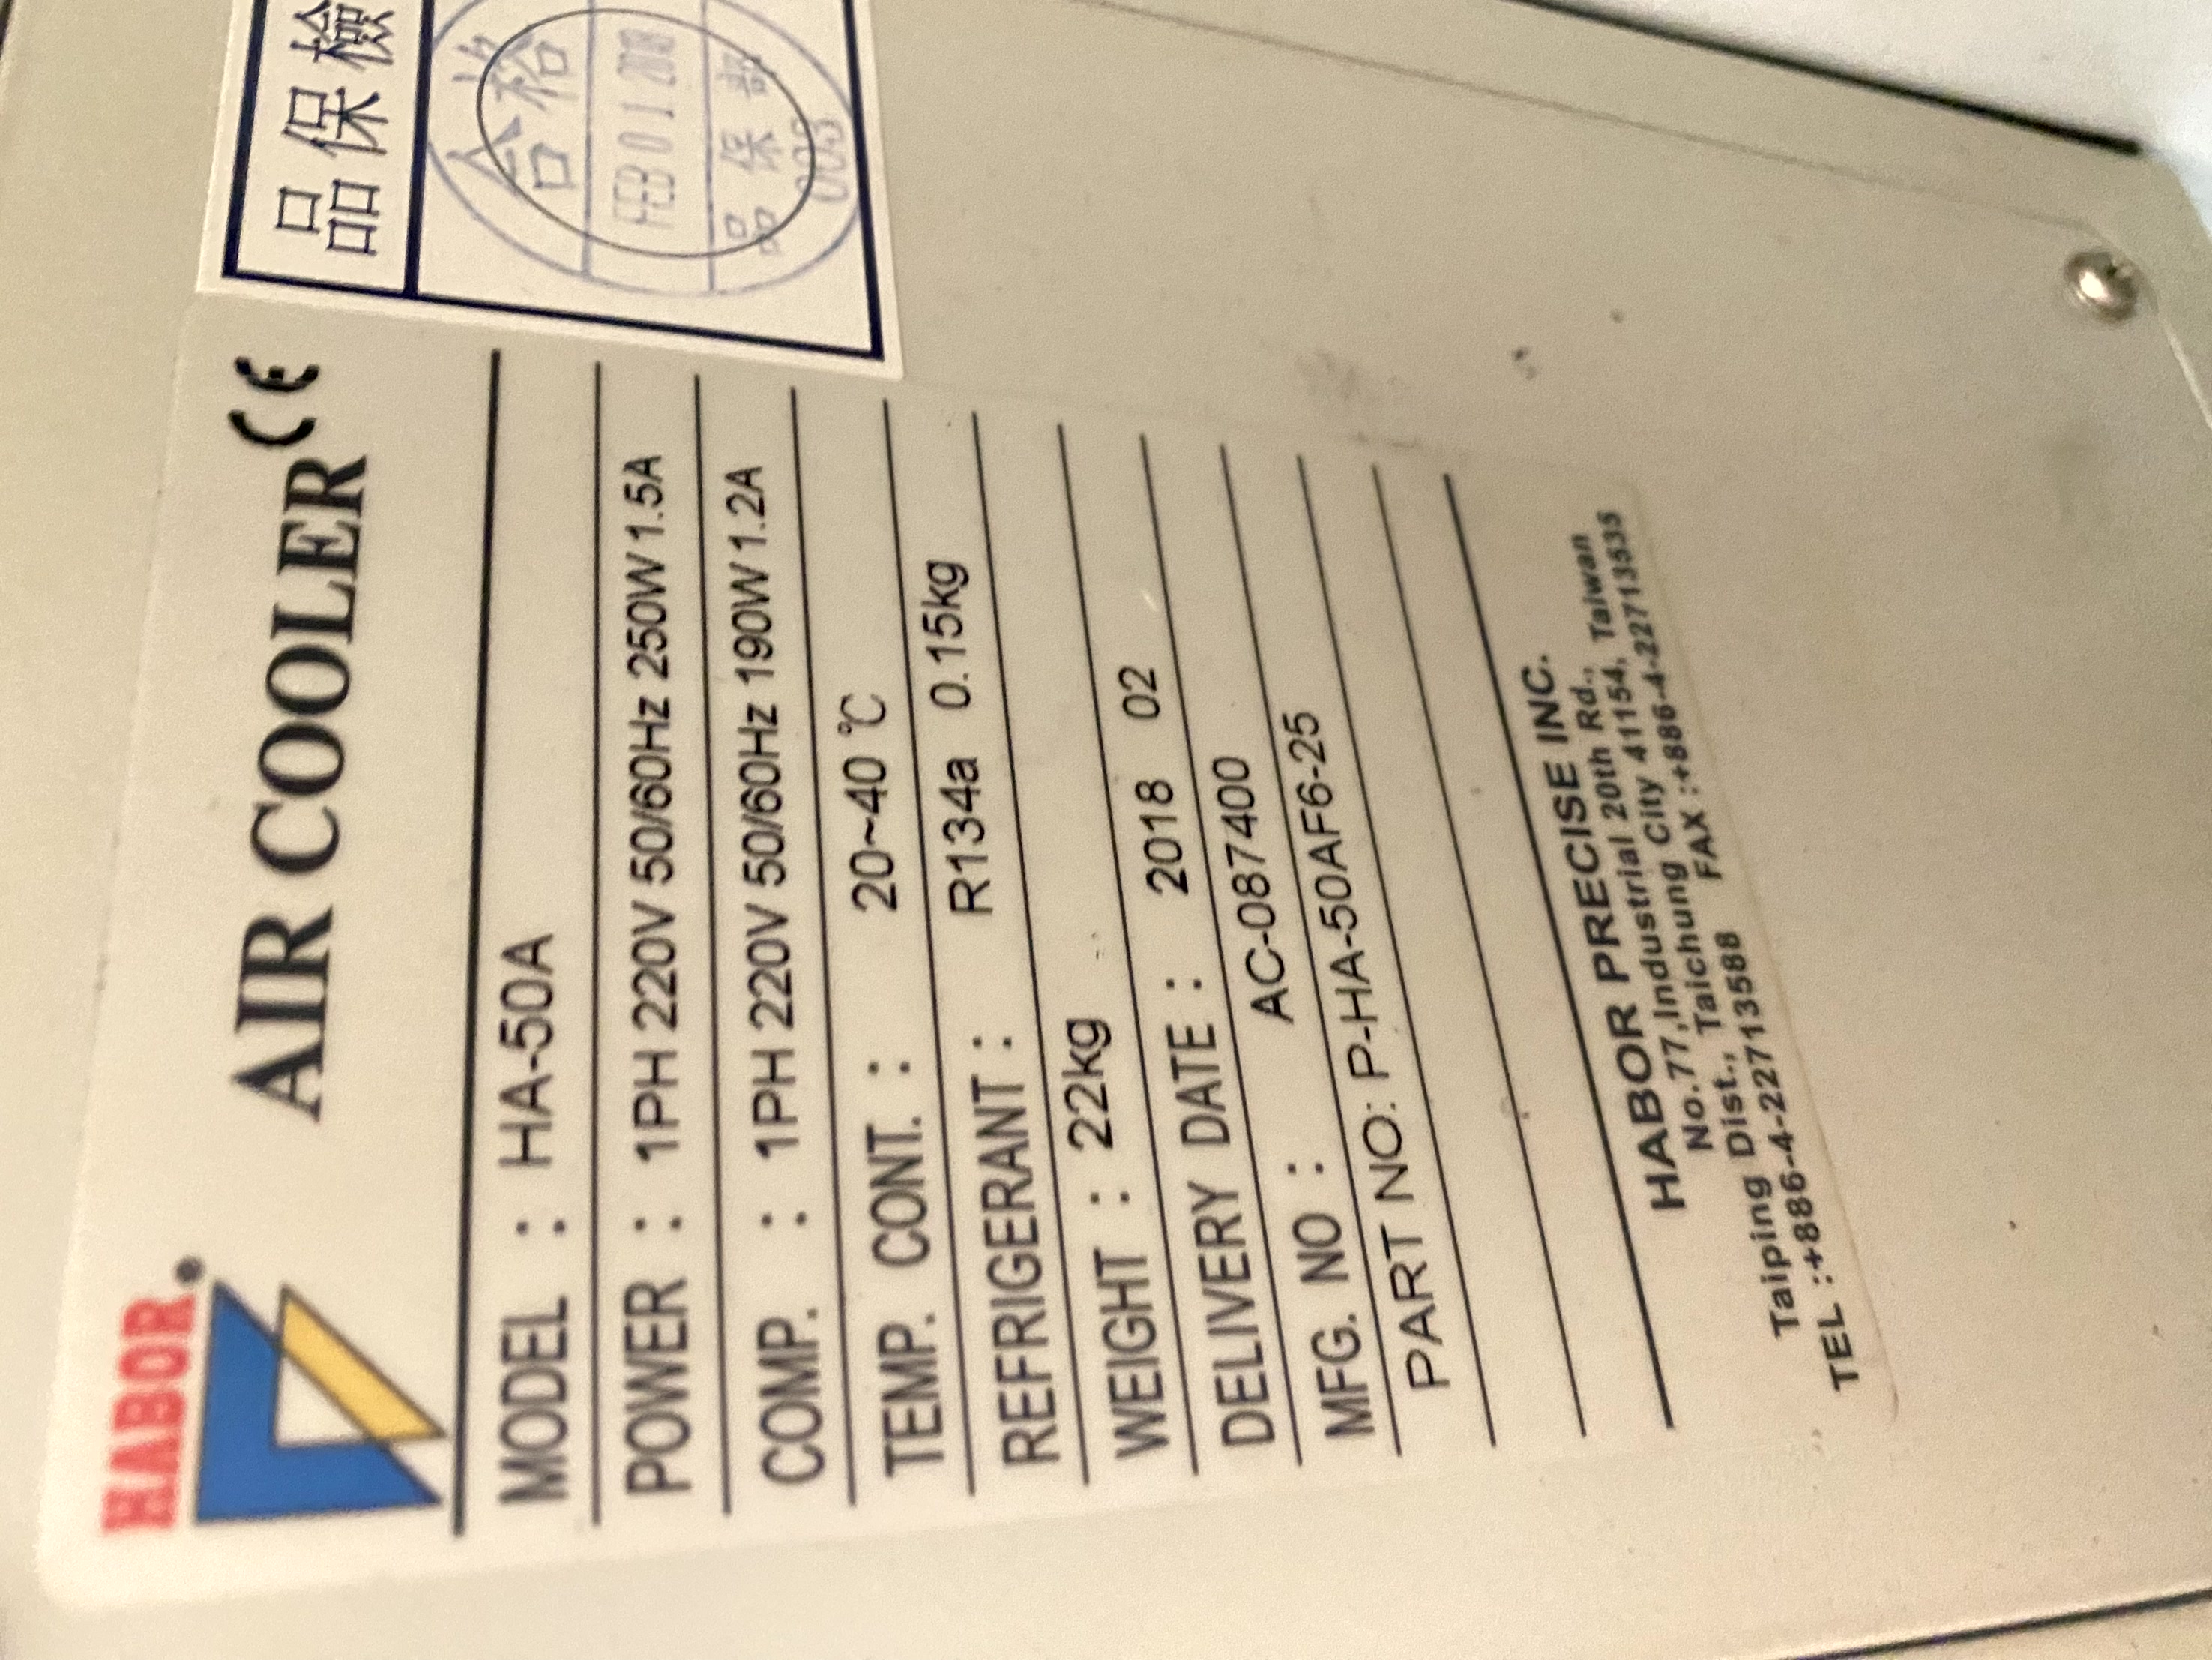 HABOR®
AIR COOLER CE
MODEL : HA-50A
POWER : 1PH 220V 50/60Hz 250W 1.5A
COMP. : 1PH 220V 50/60Hz 190W 1.2A
TEMP. CONT. : 20~40 ℃
REFRIGERANT : R134a 0.15kg
WEIGHT : 22kg
DELIVERY DATE : 2018 02
MFG. NO : AC-087400
PART NO: P-HA-50AF6-25
HABOR PRECISE INC.
No.77,Industrial 20th Rd.,
Taiping Dist., Taichung City 41154, Taiwan
TEL :+886-4-22713588 FAX :+886-4-22713535
品保檢
合格
FEB 01.2018
品保部
003